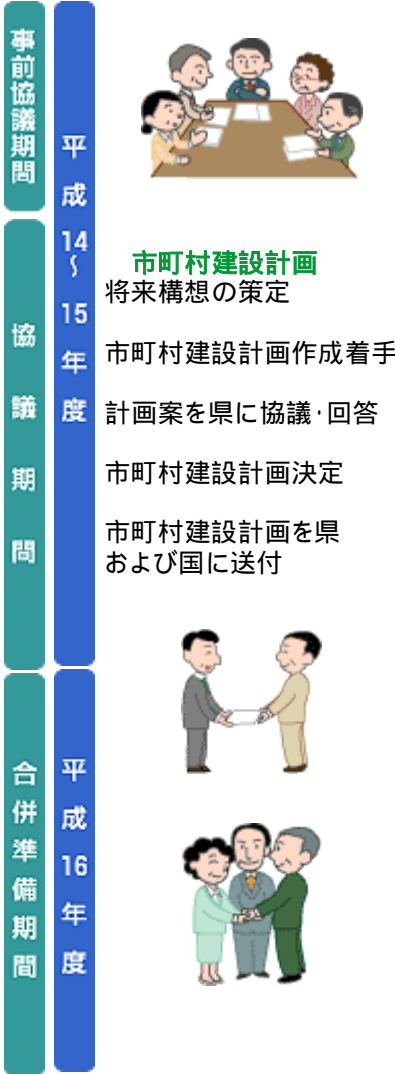 事前協議期間
平成14～15年度
市町村建設計画
将来構想の策定
協議期間
市町村建設計画作成着手
計画案を県に協議・回答
市町村建設計画決定
市町村建設計画を県
および国に送付
合併準備期間
平成16年度